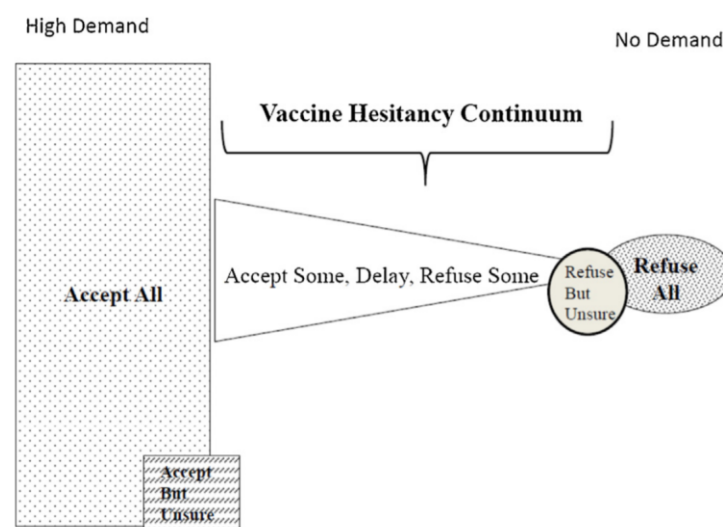 High Demand
No Demand
Vaccine Hesitancy Continuum
Accept All
Accept Some, Delay, Refuse Some
Refuse
But
Unsure
Refuse
All
Accept
But
Unsure